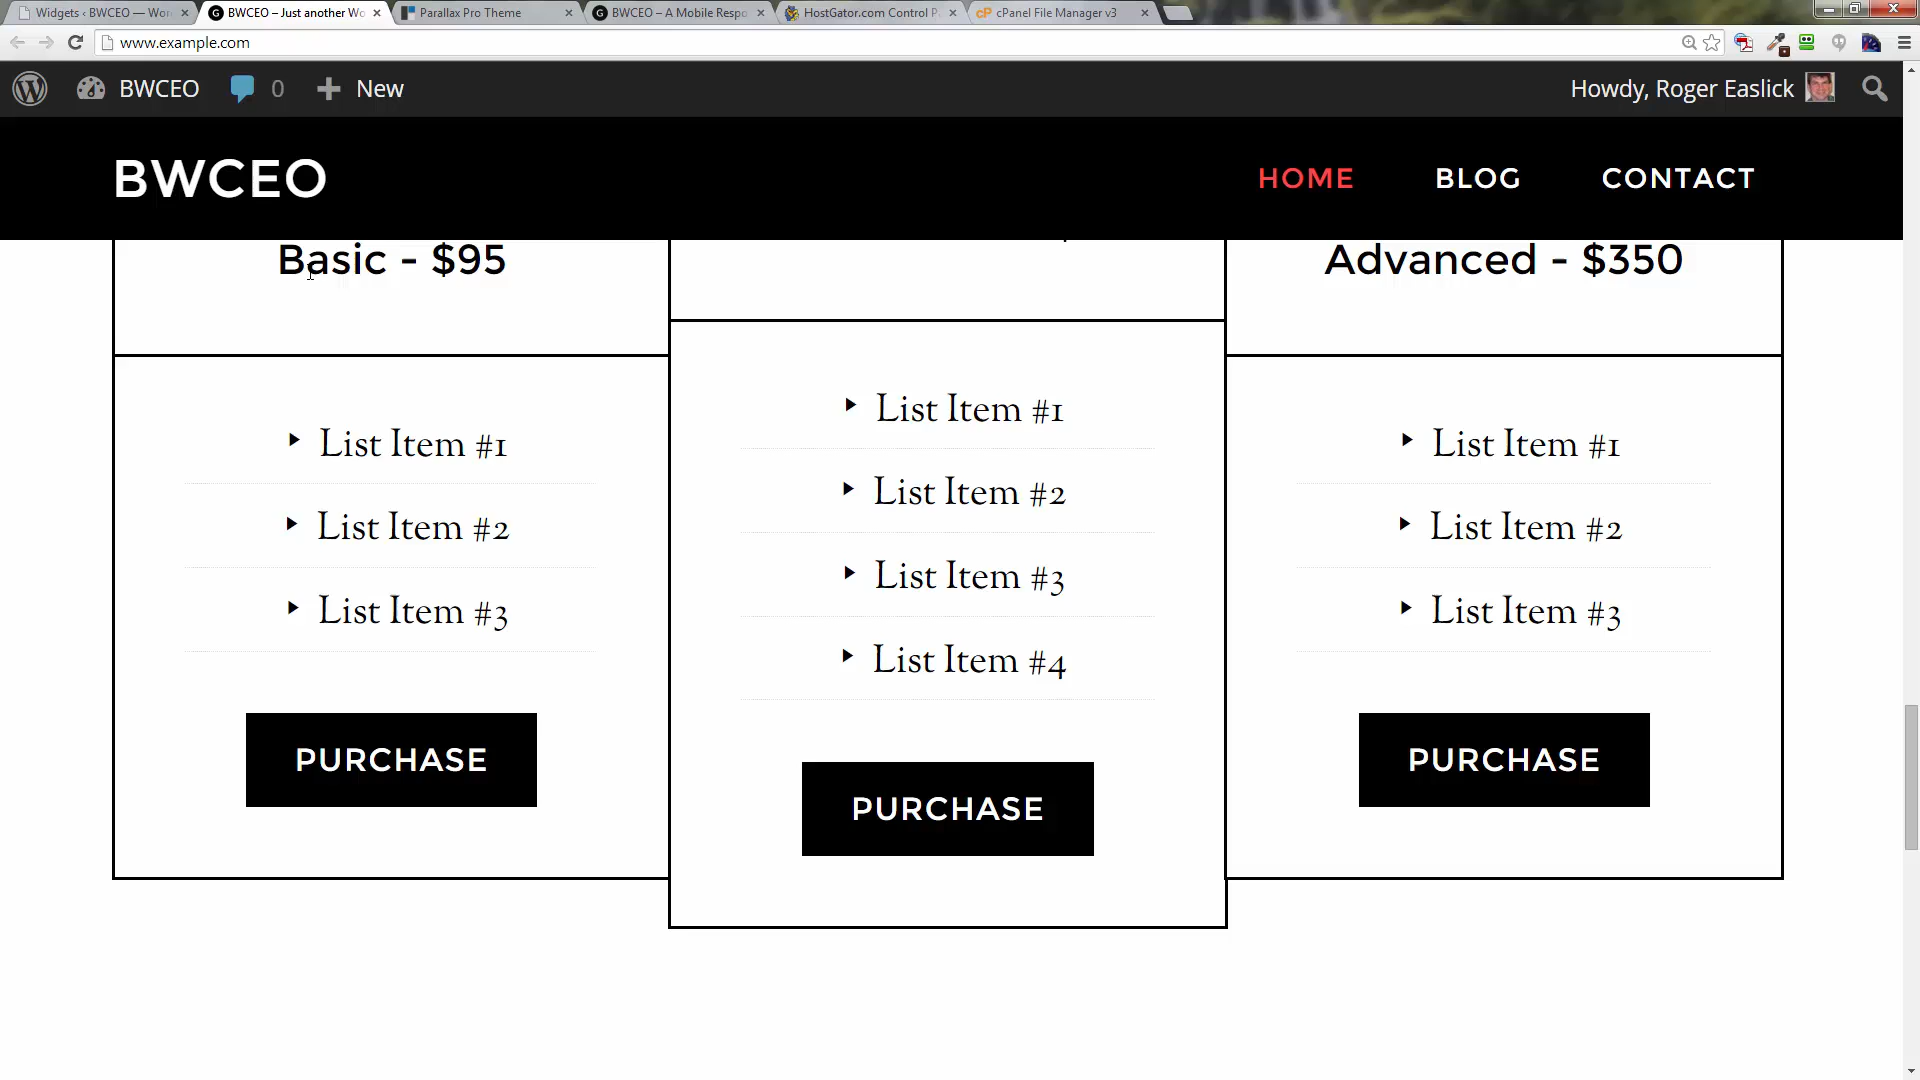 Widgets ‹ BWCEO — Wor
BWCEO – Just another Wo
Parallax Pro Theme
BWCEO – A Mobile Respo
HostGator.com Control P
cPanel File Manager v3
www.example.com
BWCEO 0 New
Howdy, Roger Easlick
BWCEO
HOME BLOG CONTACT
Basic - $95
List Item #1
List Item #2
List Item #3
PURCHASE
List Item #1
List Item #2
List Item #3
List Item #4
PURCHASE
Advanced - $350
List Item #1
List Item #2
List Item #3
PURCHASE